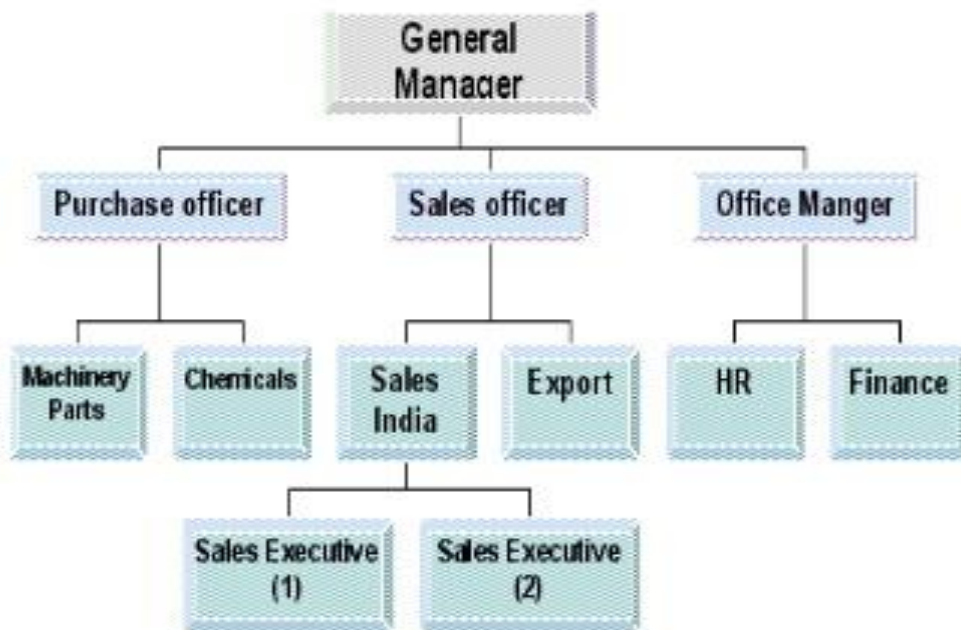 General
Manager
Purchase officer
Sales officer
Office Manger
Machinery
Parts
Chemicals
Sales
India
Export
HR
Finance
Sales Executive
(1)
Sales Executive
(2)